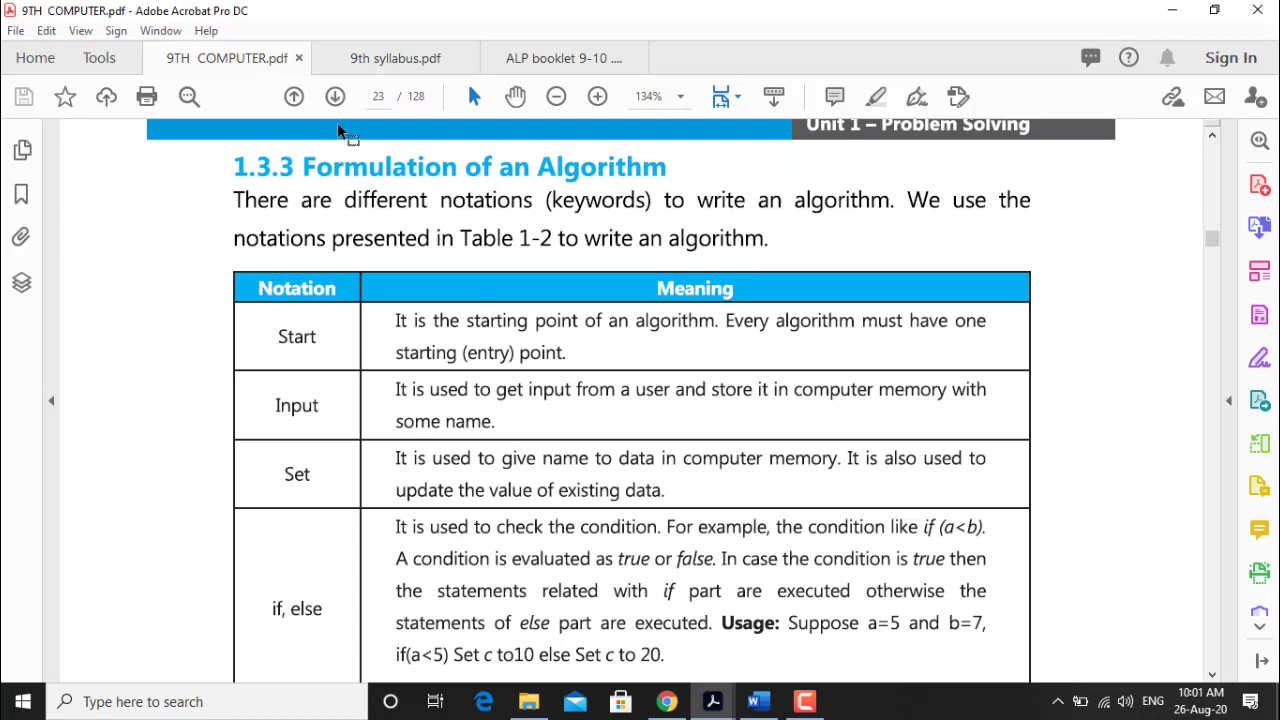 9TH COMPUTER.pdf - Adobe Acrobat Pro DC
File Edit View Sign Window Help
Home Tools 9TH COMPUTER.pdf × 9th syllabus.pdf ALP booklet 9-10 .... Sign In
23 / 128 134%
Unit 1 – Problem Solving
1.3.3 Formulation of an Algorithm
There are different notations (keywords) to write an algorithm. We use the
notations presented in Table 1-2 to write an algorithm.
Notation Meaning
Start
It is the starting point of an algorithm. Every algorithm must have one
starting (entry) point.
Input
It is used to get input from a user and store it in computer memory with
some name.
Set
It is used to give name to data in computer memory. It is also used to
update the value of existing data.
if, else
It is used to check the condition. For example, the condition like if (a<b).
A condition is evaluated as true or false. In case the condition is true then
the statements related with if part are executed otherwise the
statements of else part are executed. Usage: Suppose a=5 and b=7,
if(a<5) Set c to10 else Set c to 20.
Type here to search
ENG
10:01 AM
26-Aug-20